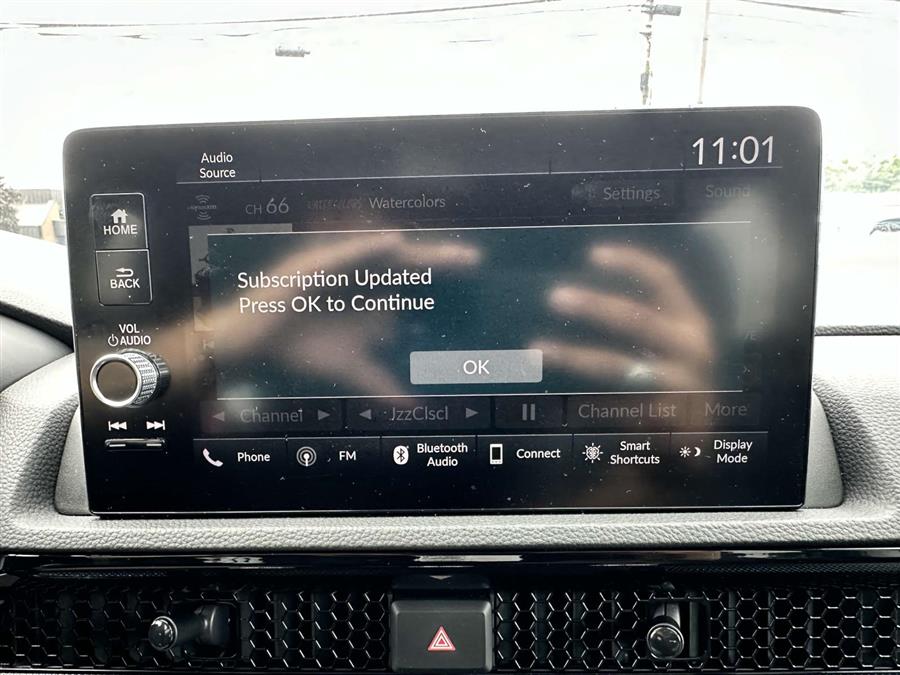 Audio
Source
11:01
HOME
CH 66 Watercolors
Settings
Sound
BACK
Subscription Updated
Press OK to Continue
VOL
AUDIO
OK
Channel
JzzClscl
Channel List
More
Phone
FM
Bluetooth
Audio
Connect
Smart
Shortcuts
Display
Mode